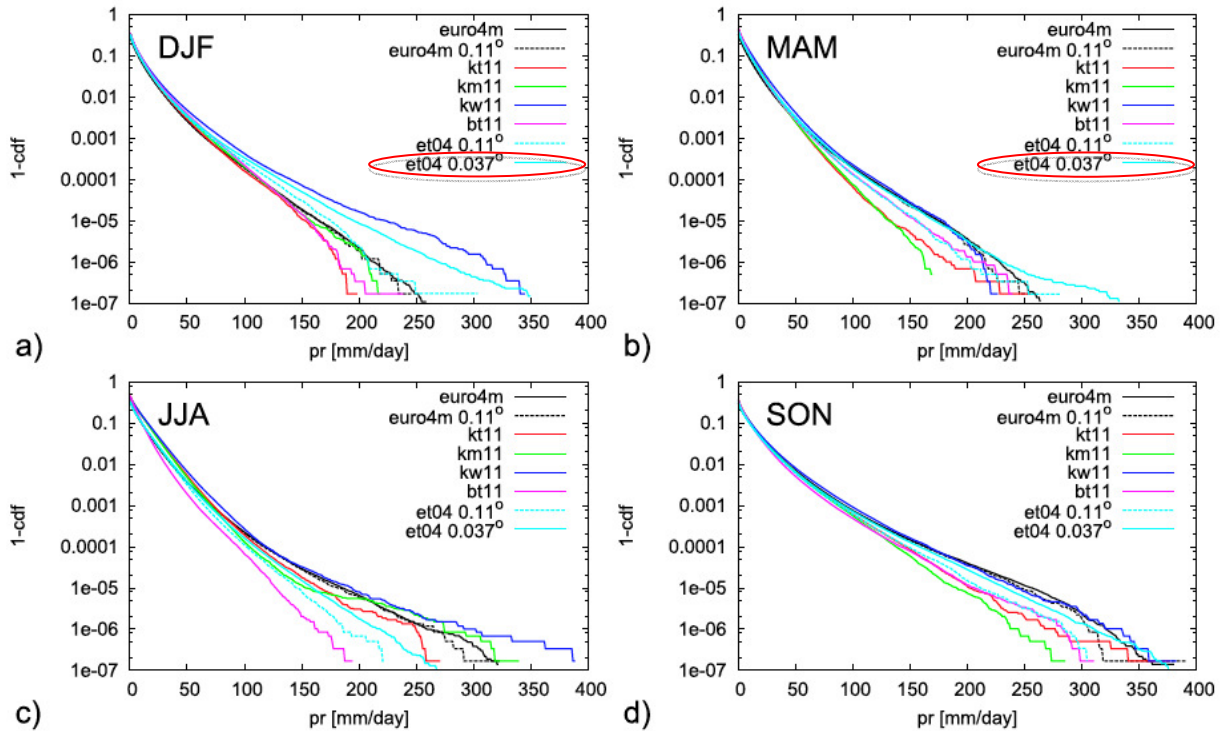 1
0.1
0.01
0.001
0.0001
1e-05
1e-06
1e-07
1-cdf
DJF
euro4m
euro4m 0.11°
kt11
km11
kw11
bt11
et04 0.11°
et04 0.037°
0 50 100 150 200 250 300 350 400
pr [mm/day]
a)
1
0.1
0.01
0.001
0.0001
1e-05
1e-06
1e-07
1-cdf
MAM
euro4m
euro4m 0.11°
kt11
km11
kw11
bt11
et04 0.11°
et04 0.037°
0 50 100 150 200 250 300 350 400
pr [mm/day]
b)
1
0.1
0.01
0.001
0.0001
1e-05
1e-06
1e-07
1-cdf
JJA
euro4m
euro4m 0.11°
kt11
km11
kw11
bt11
et04 0.11°
et04 0.037°
0 50 100 150 200 250 300 350 400
pr [mm/day]
c)
1
0.1
0.01
0.001
0.0001
1e-05
1e-06
1e-07
1-cdf
SON
euro4m
euro4m 0.11°
kt11
km11
kw11
bt11
et04 0.11°
et04 0.037°
0 50 100 150 200 250 300 350 400
pr [mm/day]
d)